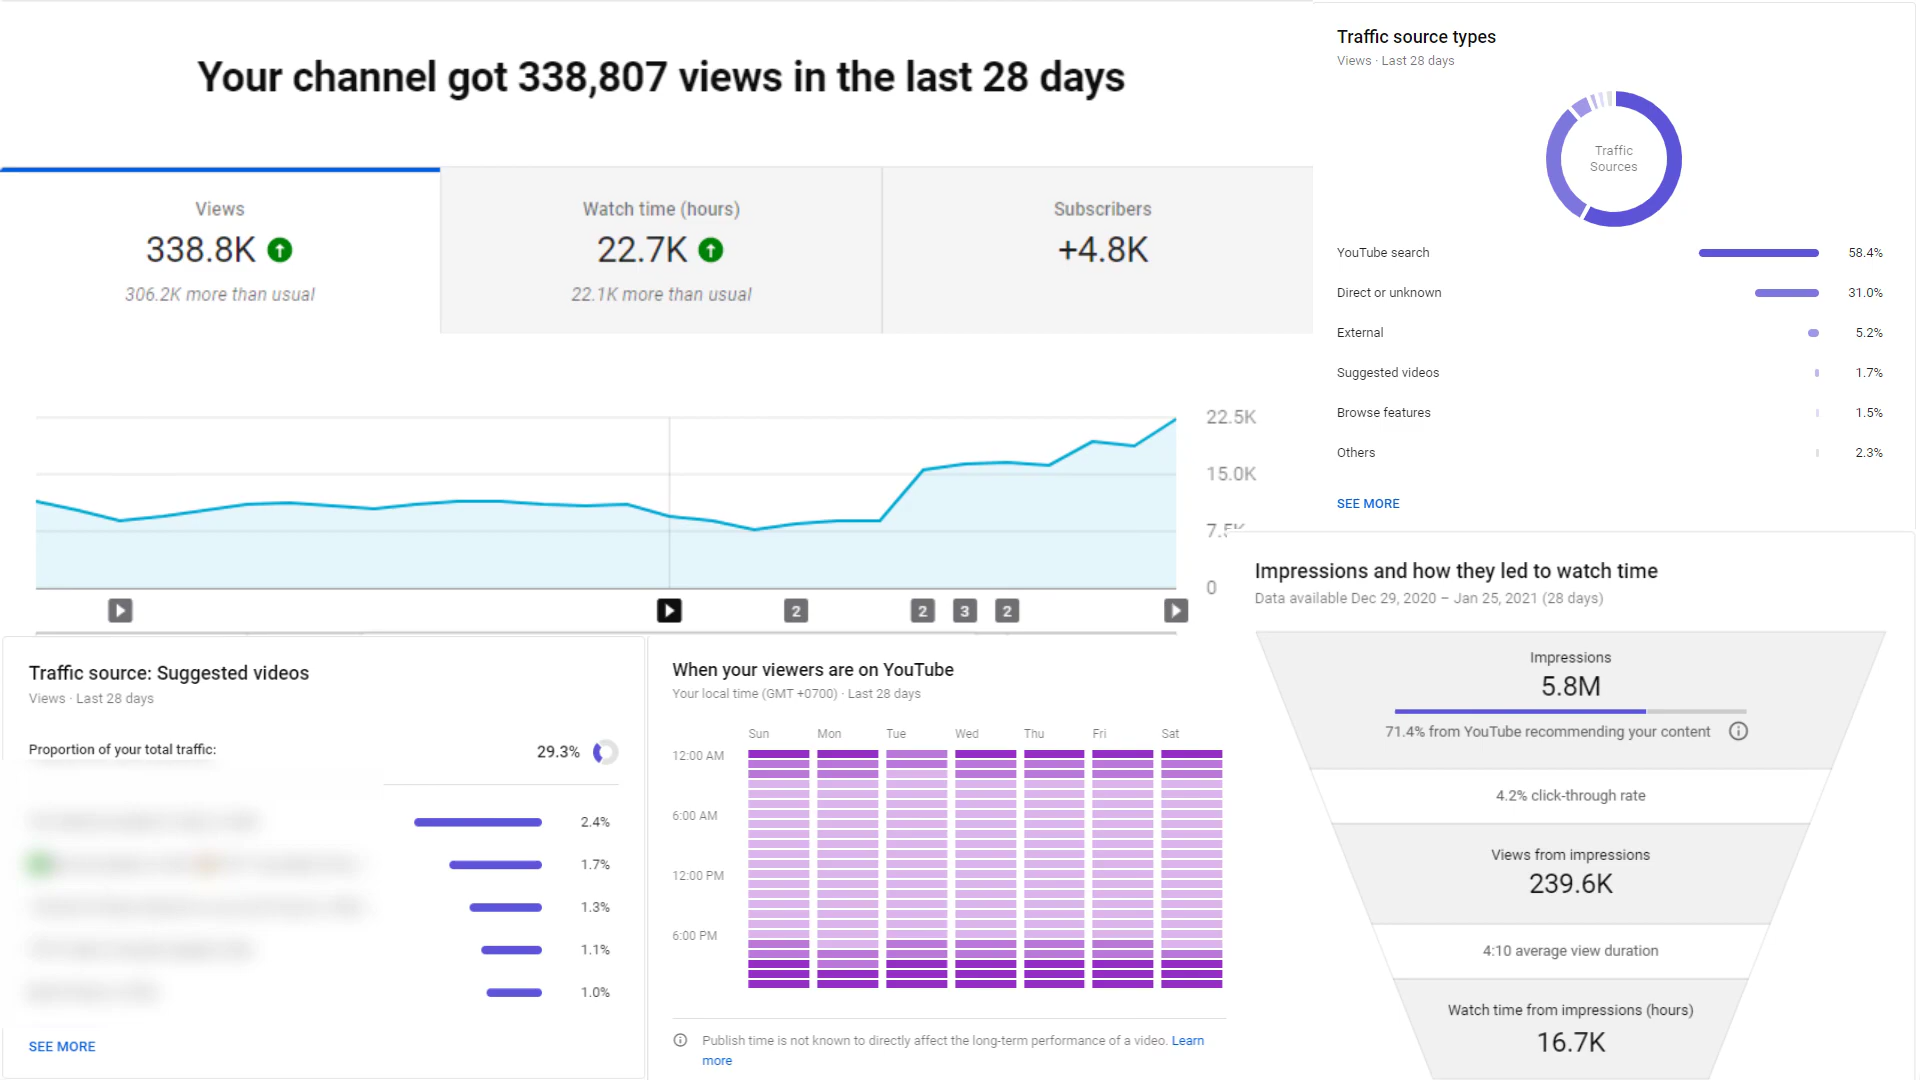 Your channel got 338,807 views in the last 28 days
Views
338.8K
306.2K more than usual
Watch time (hours)
22.7K
22.1K more than usual
Subscribers
+4.8K
22.5K
15.0K
7.5K
0
2
2
3
2
Traffic source types
Views · Last 28 days
Traffic
Sources
YouTube search 58.4%
Direct or unknown 31.0%
External 5.2%
Suggested videos 1.7%
Browse features 1.5%
Others 2.3%
SEE MORE
Traffic source: Suggested videos
Views · Last 28 days
Proportion of your total traffic: 29.3%
2.4%
1.7%
1.3%
1.1%
1.0%
SEE MORE
When your viewers are on YouTube
Your local time (GMT +0700) · Last 28 days
Sun Mon Tue Wed Thu Fri Sat
12:00 AM
6:00 AM
12:00 PM
6:00 PM
Publish time is not known to directly affect the long-term performance of a video. Learn
more
Impressions and how they led to watch time
Data available Dec 29, 2020 – Jan 25, 2021 (28 days)
Impressions
5.8M
71.4% from YouTube recommending your content
4.2% click-through rate
Views from impressions
239.6K
4:10 average view duration
Watch time from impressions (hours)
16.7K